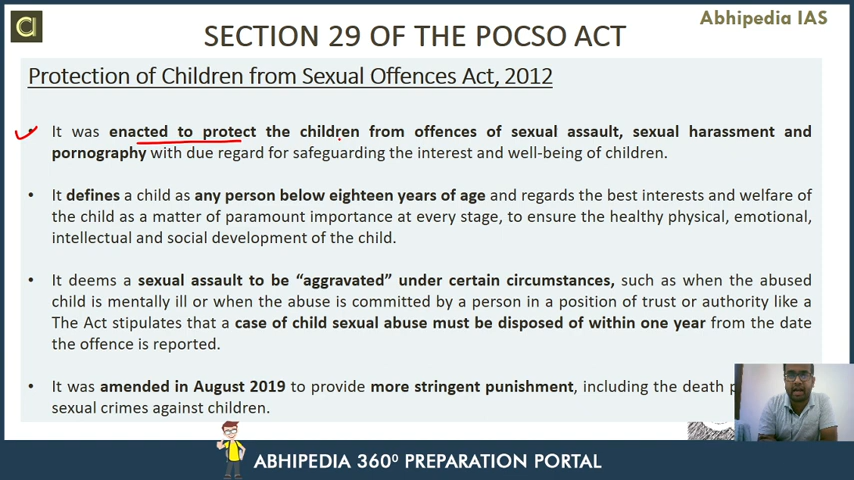 Abhipedia IAS
SECTION 29 OF THE POCSO ACT
Protection of Children from Sexual Offences Act, 2012
It was enacted to protect the children from offences of sexual assault, sexual harassment and
pornography with due regard for safeguarding the interest and well-being of children.
It defines a child as any person below eighteen years of age and regards the best interests and welfare of
the child as a matter of paramount importance at every stage, to ensure the healthy physical, emotional,
intellectual and social development of the child.
It deems a sexual assault to be “aggravated” under certain circumstances, such as when the abused
child is mentally ill or when the abuse is committed by a person in a position of trust or authority like a
The Act stipulates that a case of child sexual abuse must be disposed of within one year from the date
the offence is reported.
It was amended in August 2019 to provide more stringent punishment, including the death
sexual crimes against children.
ABHIPEDIA 360⁰ PREPARATION PORTAL